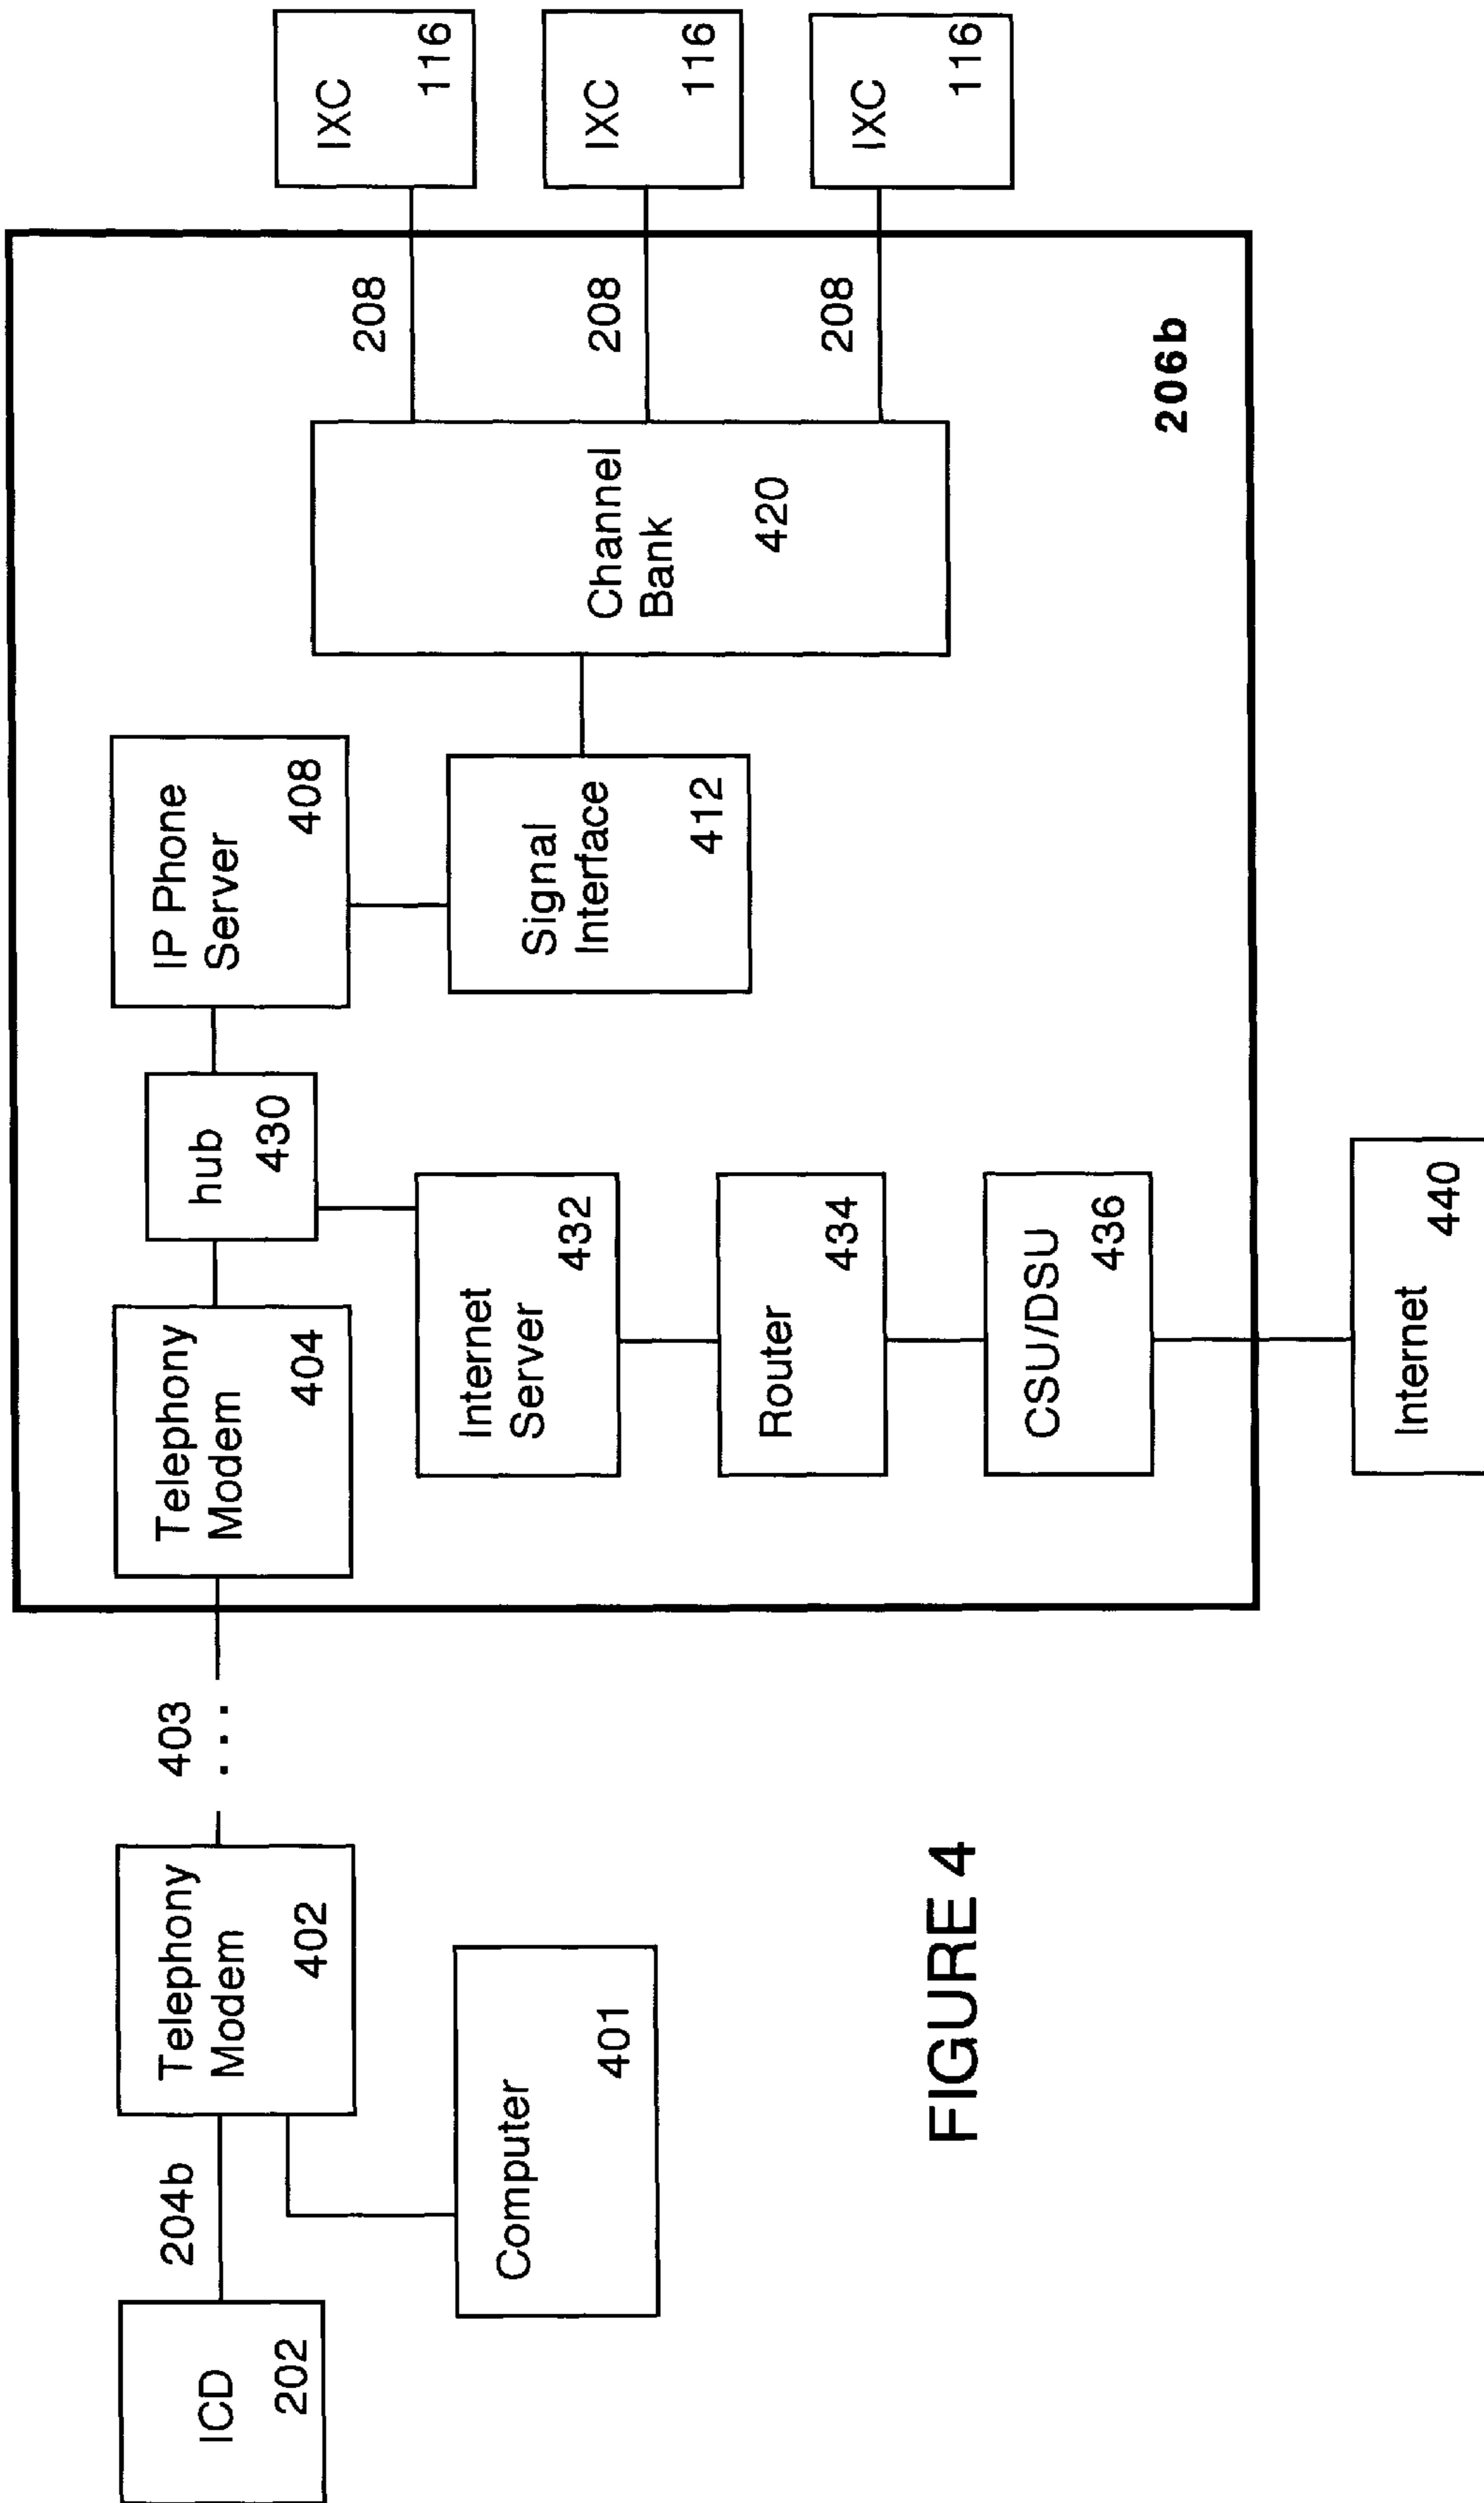 ICD
202
204b
Telephony
Modem
402
Computer
401
403
. . .
Telephony
Modem
404
hub
430
IP Phone
Server
408
Internet
Server
432
Signal
Interface
412
Router
434
CSU/DSU
436
Internet
440
Channel
Bank
420
208
208
208
IXC
116
IXC
116
IXC
116
206b
FIGURE 4